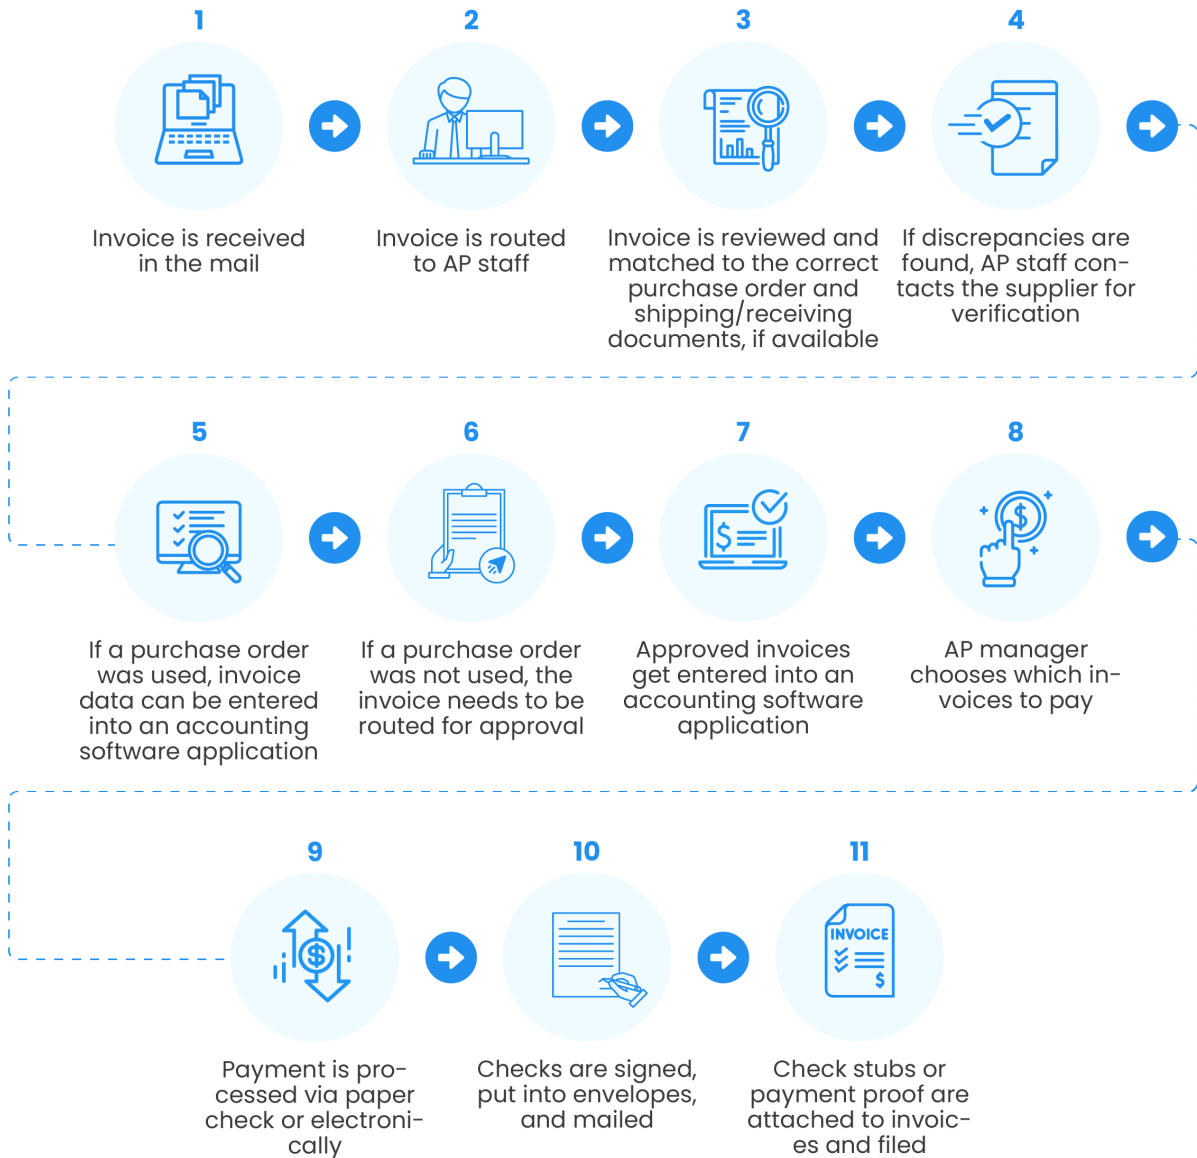 1
2
3
4
Invoice is received
in the mail
Invoice is routed
to AP staff
Invoice is reviewed and
matched to the correct
purchase order and
shipping/receiving
documents, if available
If discrepancies are
found, AP staff con-
tacts the supplier for
verification
5
6
7
8
$
$
If a purchase order
was used, invoice
data can be entered
into an accounting
software application
If a purchase order
was not used, the
invoice needs to be
routed for approval
Approved invoices
get entered into an
accounting software
application
AP manager
chooses which in-
voices to pay
9
10
11
$
INVOICE
$
Payment is pro-
cessed via paper
check or electroni-
cally
Checks are signed,
put into envelopes,
and mailed
Check stubs or
payment proof are
attached to invoic-
es and filed